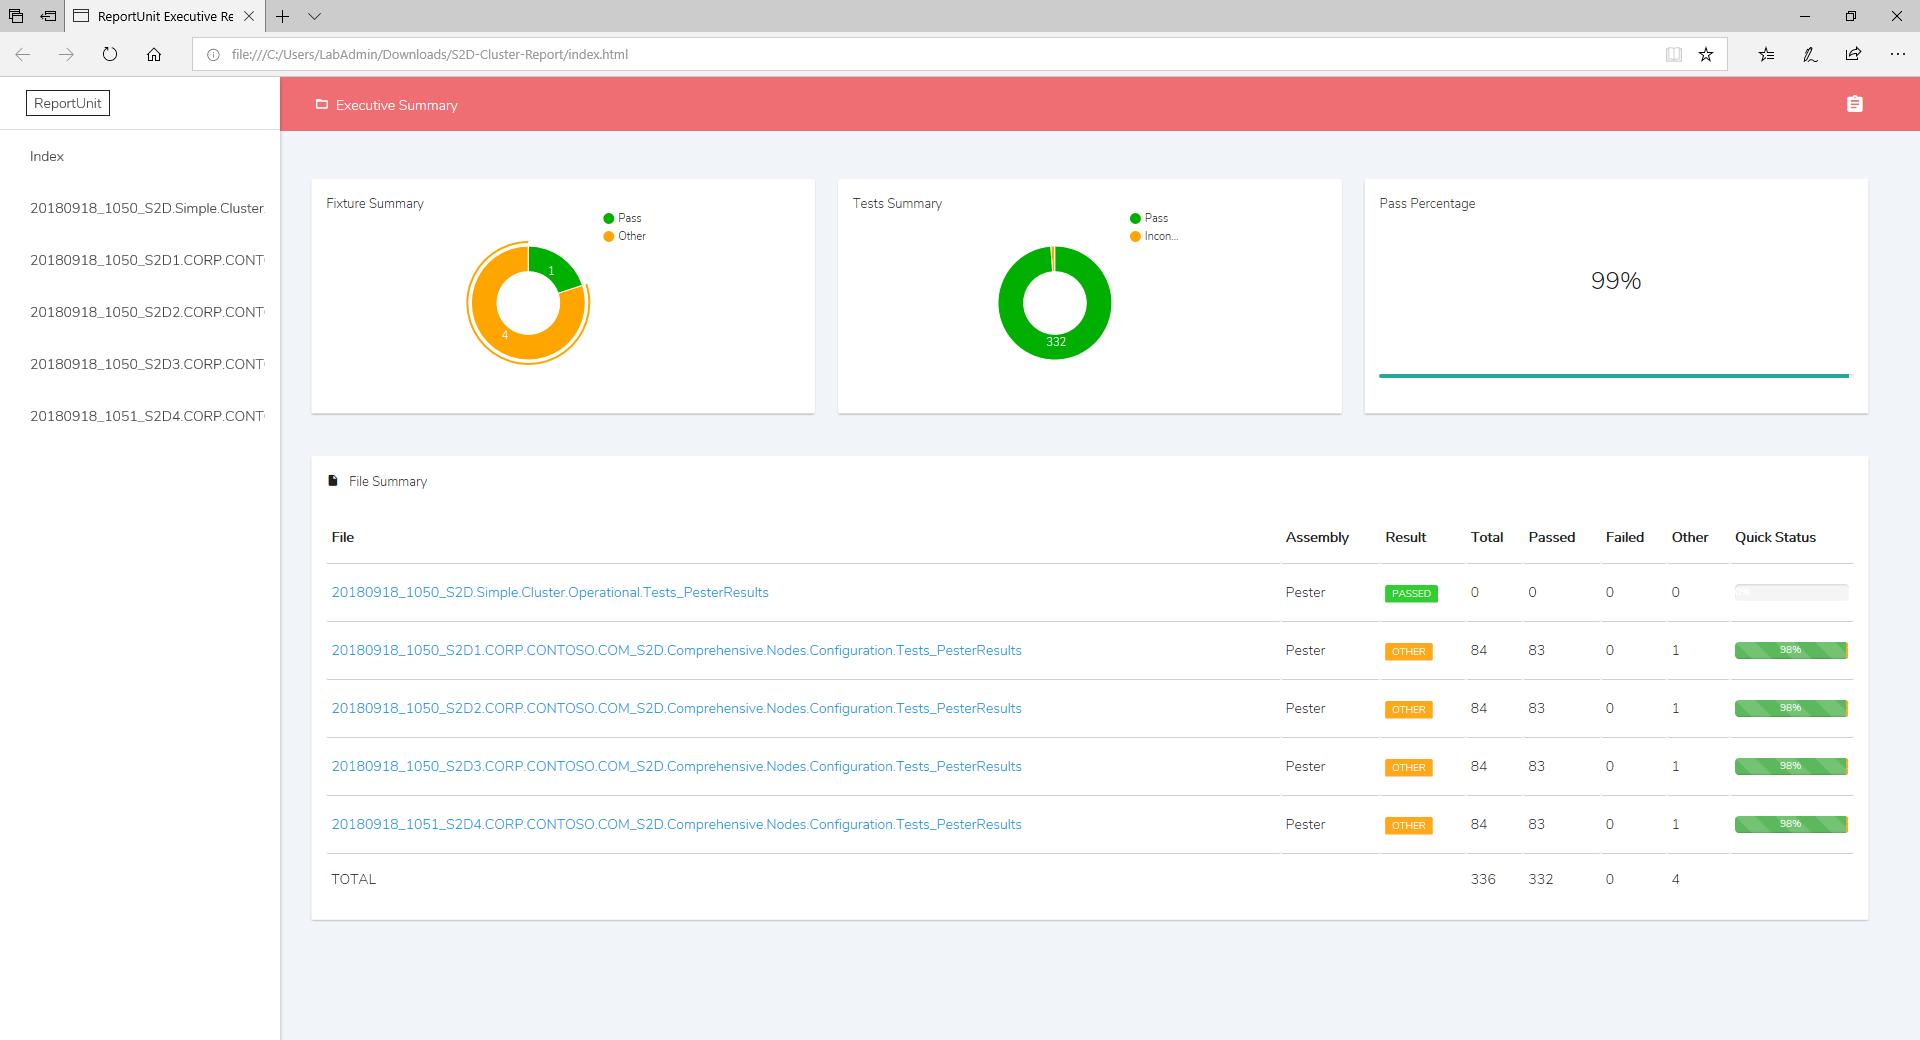 ReportUnit Executive Re
file:///C:/Users/LabAdmin/Downloads/S2D-Cluster-Report/index.html
ReportUnit
Executive Summary
Index
20180918_1050_S2D.Simple.Cluster.
20180918_1050_S2D1.CORP.CONT
20180918_1050_S2D2.CORP.CONT
20180918_1050_S2D3.CORP.CONT
20180918_1051_S2D4.CORP.CONT
Fixture Summary
Pass
Other
1
4
Tests Summary
Pass
Incon...
332
Pass Percentage
99%
File Summary
File Assembly Result Total Passed Failed Other Quick Status
20180918_1050_S2D.Simple.Cluster.Operational.Tests_PesterResults Pester PASSED 0 0 0 0 0%
20180918_1050_S2D1.CORP.CONTOSO.COM_S2D.Comprehensive.Nodes.Configuration.Tests_PesterResults Pester OTHER 84 83 0 1 98%
20180918_1050_S2D2.CORP.CONTOSO.COM_S2D.Comprehensive.Nodes.Configuration.Tests_PesterResults Pester OTHER 84 83 0 1 98%
20180918_1050_S2D3.CORP.CONTOSO.COM_S2D.Comprehensive.Nodes.Configuration.Tests_PesterResults Pester OTHER 84 83 0 1 98%
20180918_1051_S2D4.CORP.CONTOSO.COM_S2D.Comprehensive.Nodes.Configuration.Tests_PesterResults Pester OTHER 84 83 0 1 98%
TOTAL 336 332 0 4